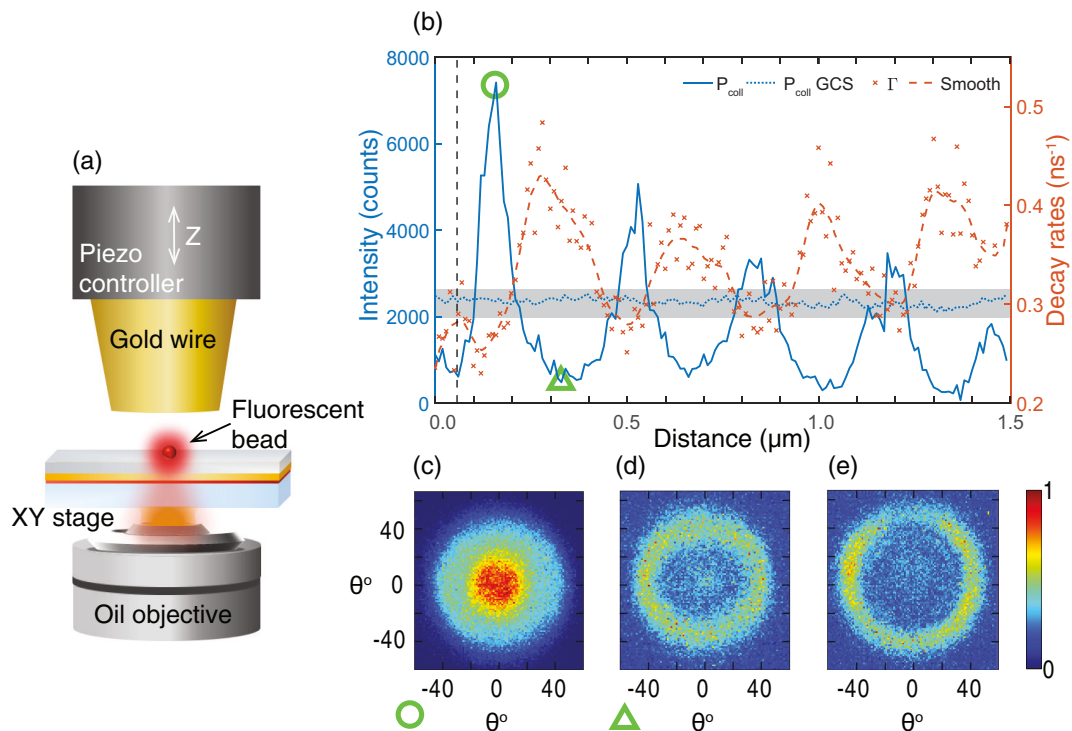 (a)
Z
Piezo
controller
Gold wire
Fluorescent
bead
XY stage
Oil objective
(b)
P_coll
P_coll GCS
Γ
Smooth
8000
6000
4000
2000
0
Intensity (counts)
0.5
0.4
0.3
0.2
Decay rates (ns⁻¹)
0.0
0.5
1.0
1.5
Distance (μm)
(c)
(d)
(e)
40
0
-40
θ°
-40 0 40
θ°
-40 0 40
θ°
-40 0 40
θ°
1
0